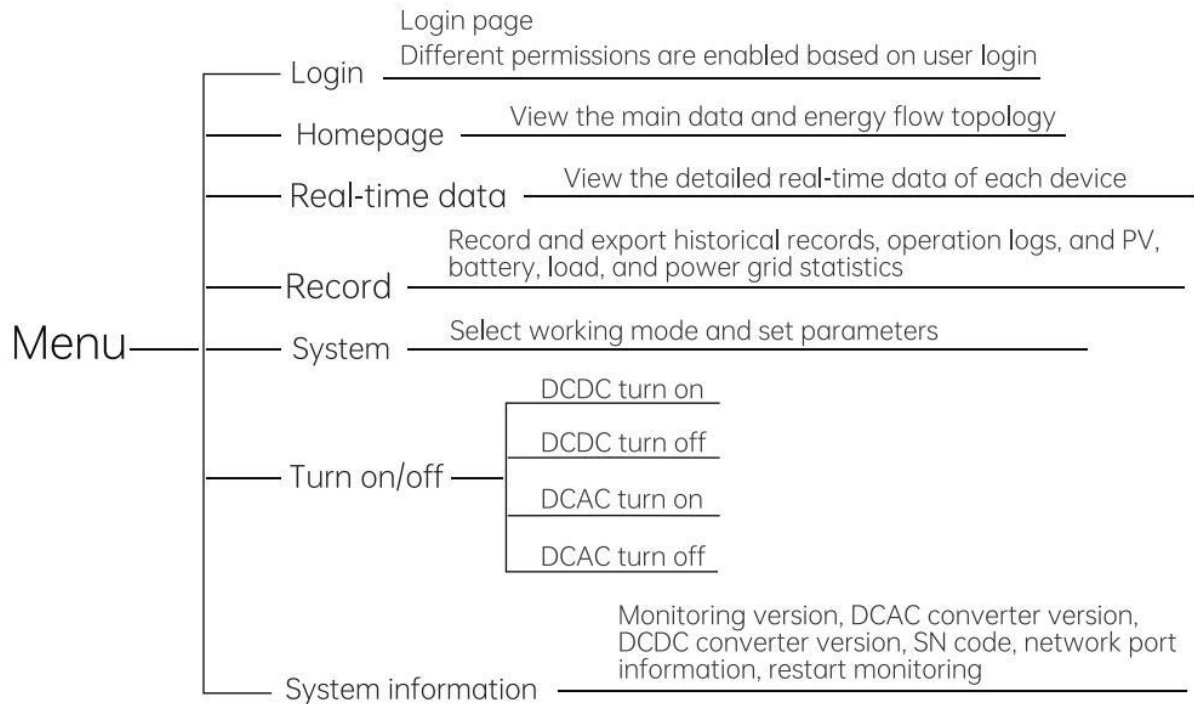 Menu
Login
Login page
Different permissions are enabled based on user login
Homepage
View the main data and energy flow topology
Real-time data
View the detailed real-time data of each device
Record
Record and export historical records, operation logs, and PV,
battery, load, and power grid statistics
System
Select working mode and set parameters
Turn on/off
DCDC turn on
DCDC turn off
DCAC turn on
DCAC turn off
System information
Monitoring version, DCAC converter version,
DCDC converter version, SN code, network port
information, restart monitoring